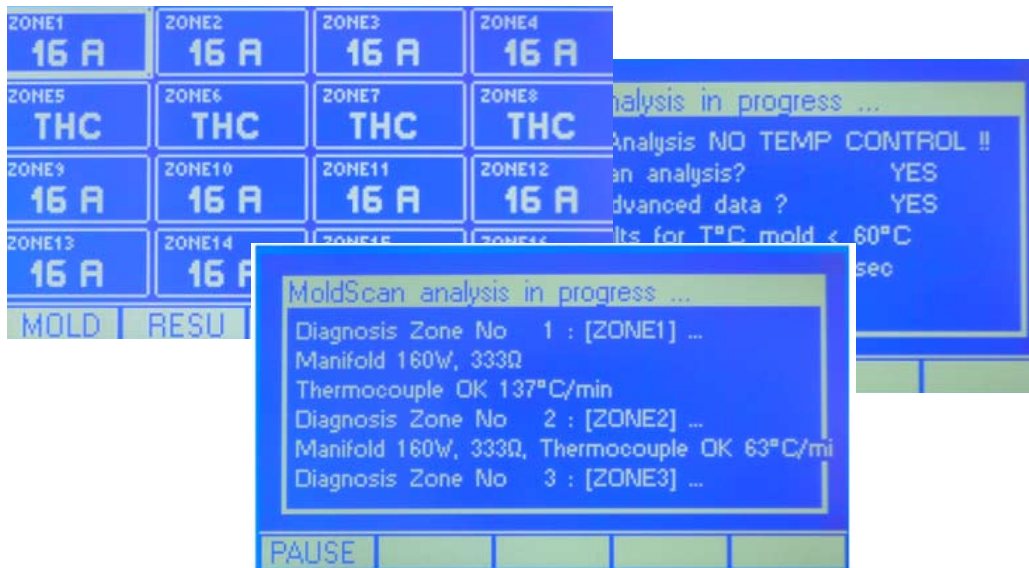 ZONE1 ZONE2 ZONE3 ZONE4
16 A 16 A 16 A 16 A
ZONE5 ZONE6 ZONE7 ZONE8
THC THC THC THC
ZONE9 ZONE10 ZONE11 ZONE12
16 A 16 A 16 A 16 A
ZONE13 ZONE14
16 A 16
MOLD RESU
analysis in progress ...
Analysis NO TEMP CONTROL !!
an analysis? YES
dvanced data ? YES
lts for T°C mold < 60°C
sec
MoldScan analysis in progress ...
Diagnosis Zone No 1 : [ZONE1] ...
Manifold 160W, 333Ω
Thermocouple OK 137°C/min
Diagnosis Zone No 2 : [ZONE2] ...
Manifold 160W, 333Ω, Thermocouple OK 63°C/mi
Diagnosis Zone No 3 : [ZONE3] ...
PAUSE